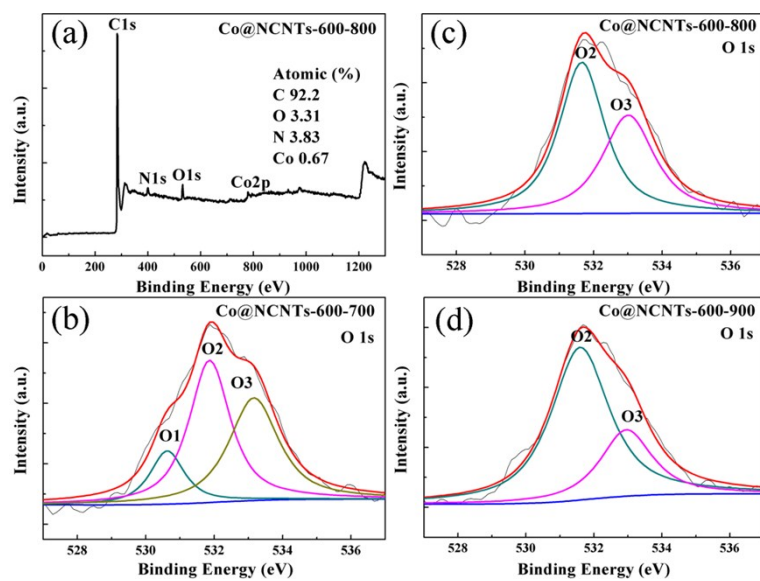 (a)
C1s
Co@NCNTs-600-800
Atomic (%)
C 92.2
O 3.31
N 3.83
Co 0.67
N1s
O1s
Co2p
Intensity (a.u.)
0 200 400 600 800 1000 1200
Binding Energy (eV)
(c)
Co@NCNTs-600-800
O 1s
O2
O3
Intensity (a.u.)
528 530 532 534 536
Binding Energy (eV)
(b)
Co@NCNTs-600-700
O 1s
O2
O3
O1
Intensity (a.u.)
528 530 532 534 536
Binding Energy (eV)
(d)
Co@NCNTs-600-900
O 1s
O2
O3
Intensity (a.u.)
528 530 532 534 536
Binding Energy (eV)